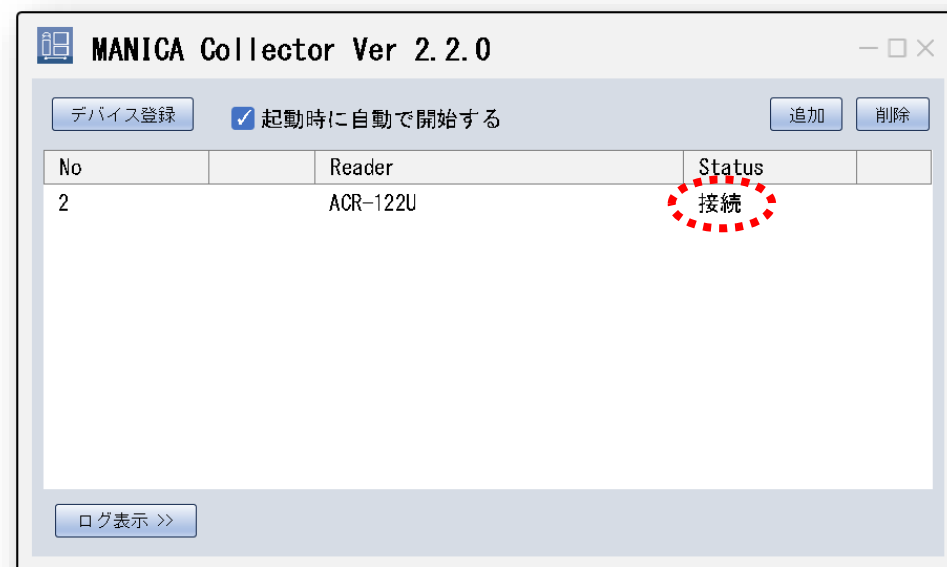 MANICA Collector Ver 2.2.0
デバイス登録 起動時に自動で開始する 追加 削除
No Reader Status
2 ACR-122U 接続
ログ表示 >>